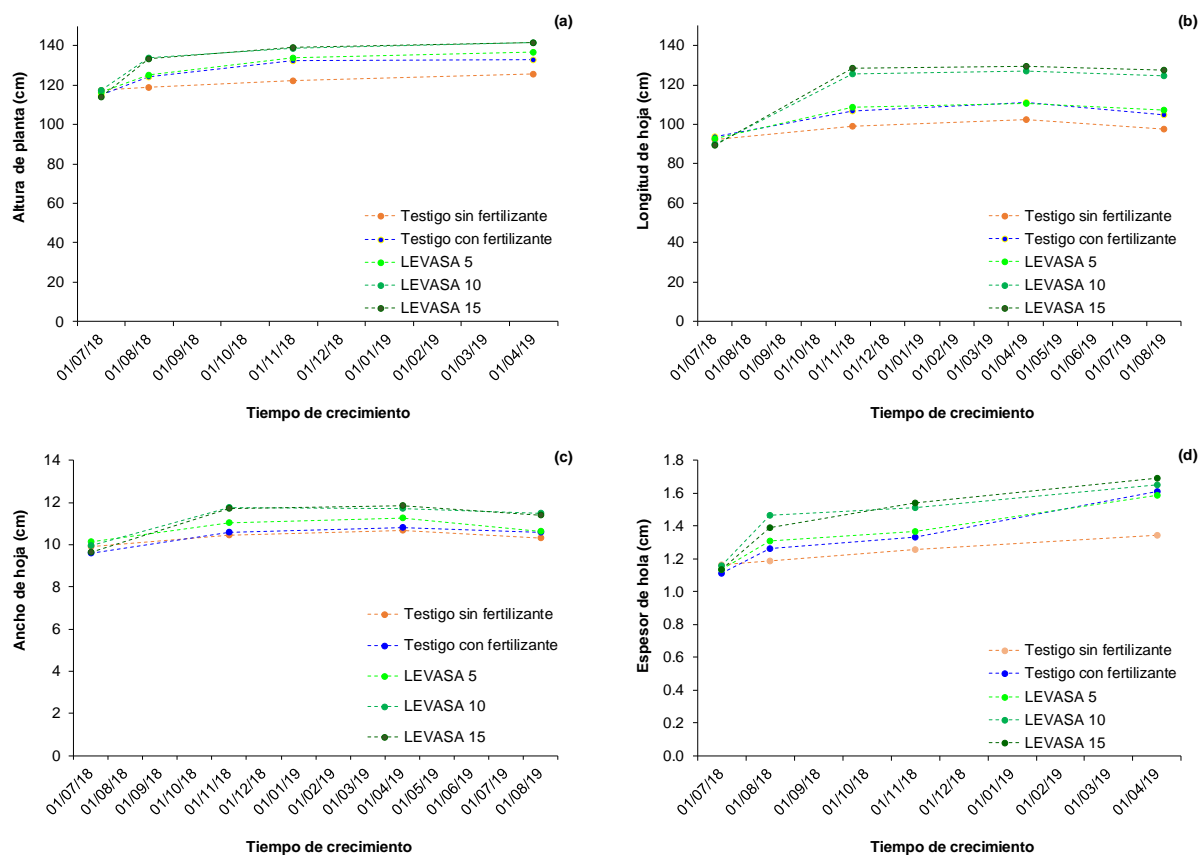 (a)
Altura de planta (cm)
140
120
100
80
60
40
20
0
Testigo sin fertilizante
Testigo con fertilizante
LEVASA 5
LEVASA 10
LEVASA 15
01/07/18
01/08/18
01/09/18
01/10/18
01/11/18
01/12/18
01/01/19
01/02/19
01/03/19
01/04/19
Tiempo de crecimiento
(b)
Longitud de hoja (cm)
140
120
100
80
60
40
20
0
Testigo sin fertilizante
Testigo con fertilizante
LEVASA 5
LEVASA 10
LEVASA 15
01/07/18
01/08/18
01/09/18
01/10/18
01/11/18
01/12/18
01/01/19
01/02/19
01/03/19
01/04/19
01/05/19
01/06/19
01/07/19
01/08/19
Tiempo de crecimiento
(c)
Ancho de hoja (cm)
14
12
10
8
6
4
2
0
Testigo sin fertilizante
Testigo con fertilizante
LEVASA 5
LEVASA 10
LEVASA 15
01/07/18
01/08/18
01/09/18
01/10/18
01/11/18
01/12/18
01/01/19
01/02/19
01/03/19
01/04/19
01/05/19
01/06/19
01/07/19
01/08/19
Tiempo de crecimiento
(d)
Espesor de hola (cm)
1.8
1.6
1.4
1.2
1.0
0.8
0.6
0.4
0.2
0.0
Testigo sin fertilizante
Testigo con fertilizante
LEVASA 5
LEVASA 10
LEVASA 15
01/07/18
01/08/18
01/09/18
01/10/18
01/11/18
01/12/18
01/01/19
01/02/19
01/03/19
01/04/19
Tiempo de crecimiento